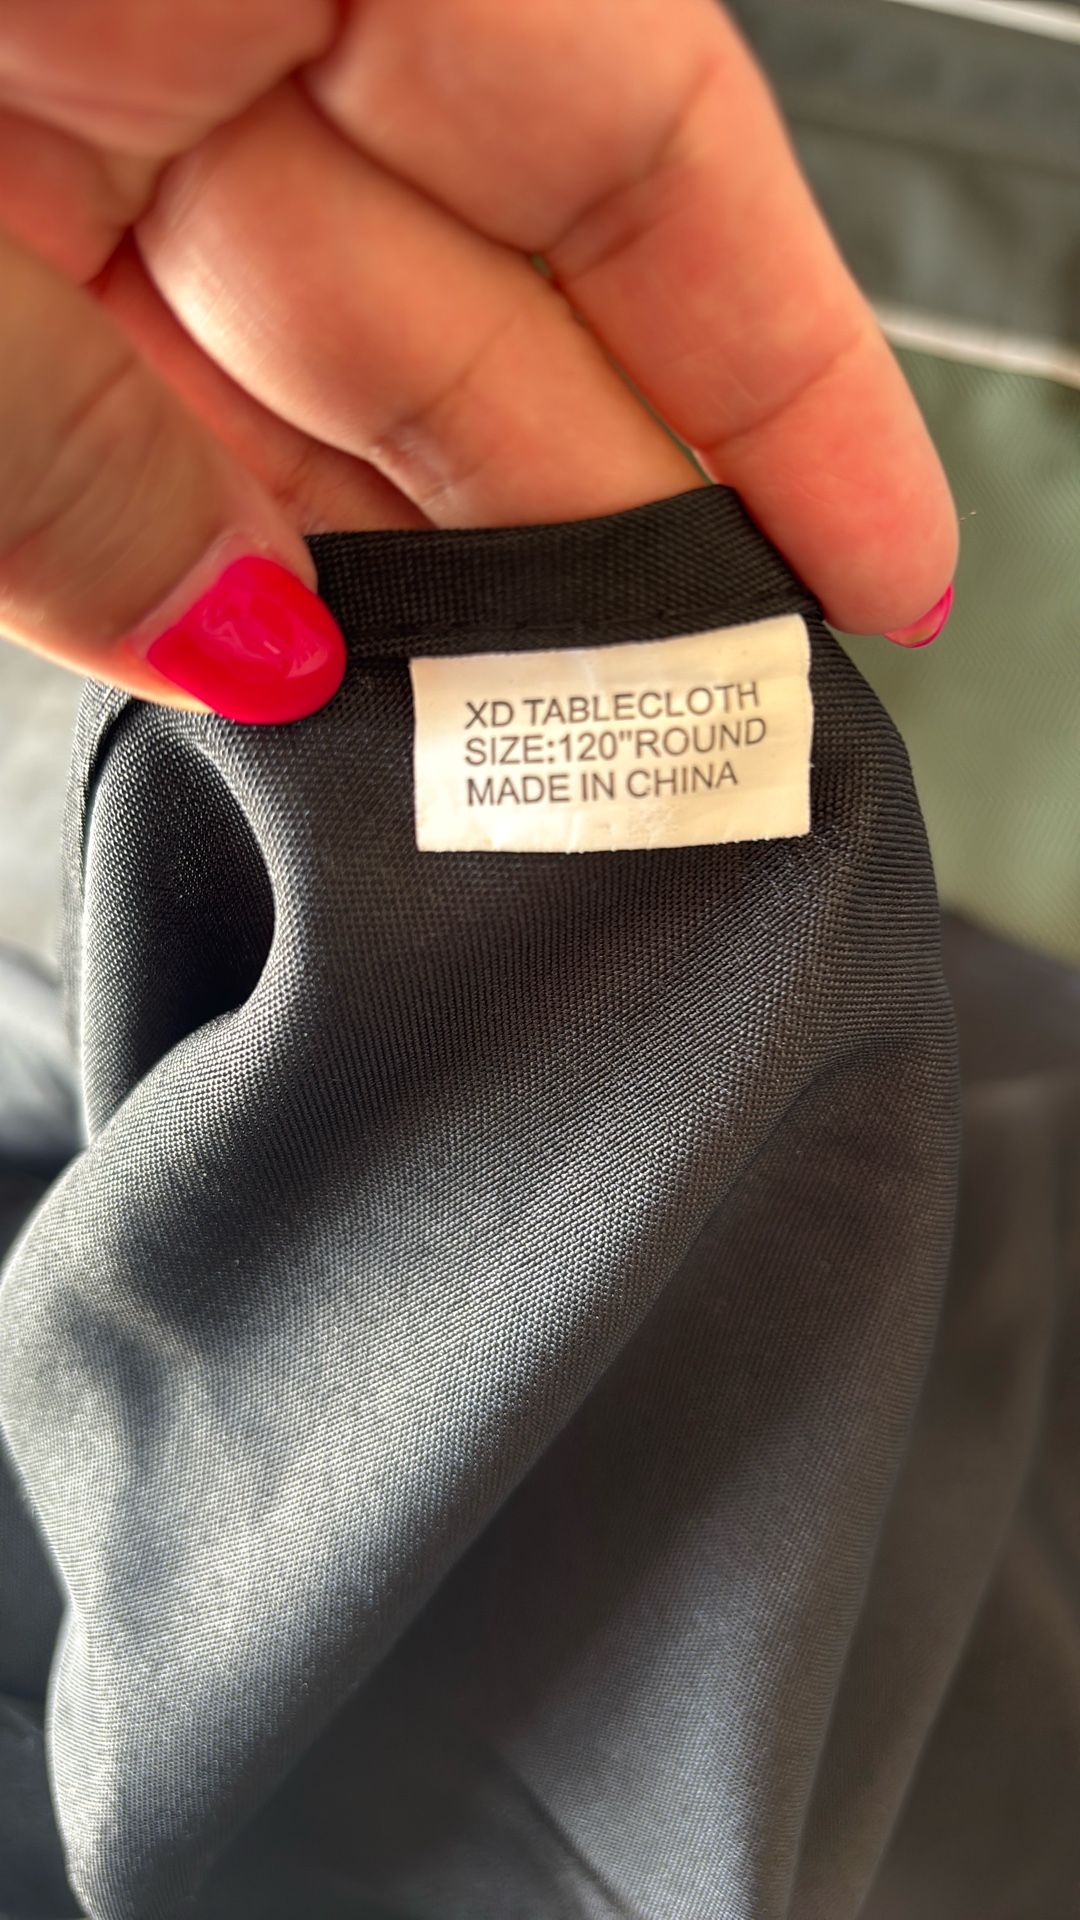 XD TABLECLOTH
SIZE:120"ROUND
MADE IN CHINA